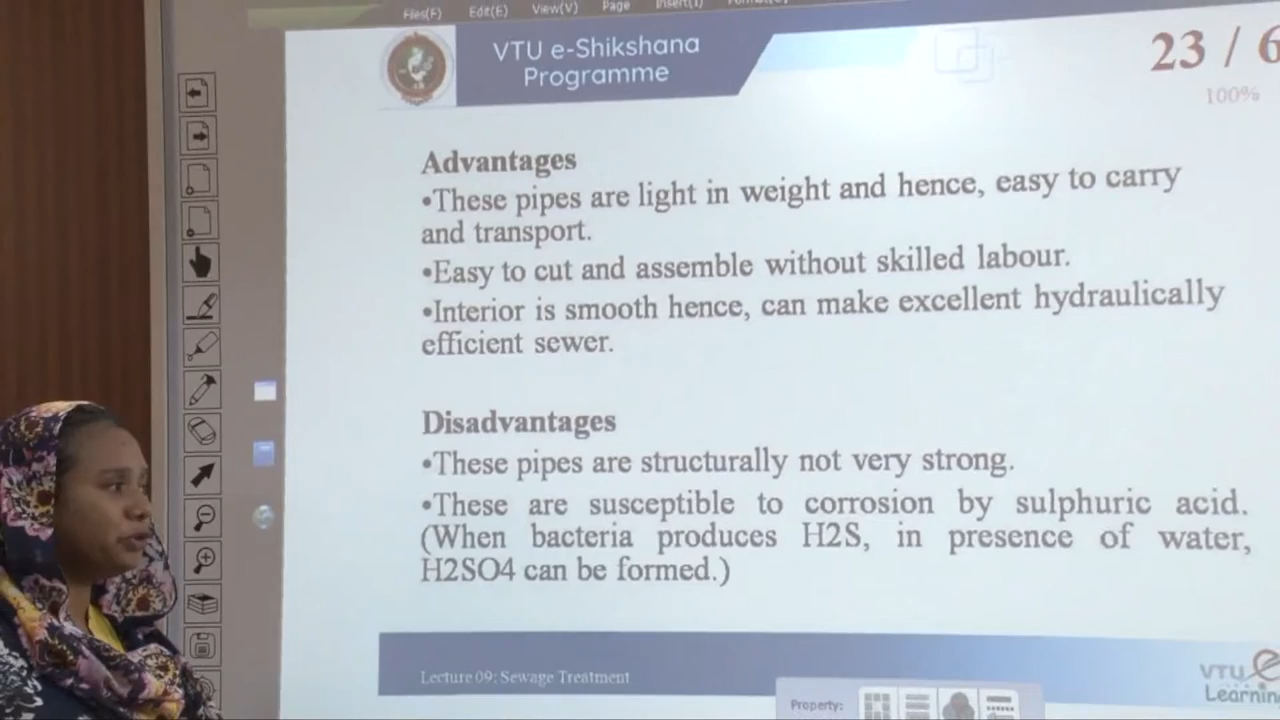 Files(F) Edit(E) View(V) Page Insert(I)
VTU e-Shikshana
Programme
23 / 6
100%
Advantages
•These pipes are light in weight and hence, easy to carry
and transport.
•Easy to cut and assemble without skilled labour.
•Interior is smooth hence, can make excellent hydraulically
efficient sewer.
Disadvantages
•These pipes are structurally not very strong.
•These are susceptible to corrosion by sulphuric acid.
(When bacteria produces H2S, in presence of water,
H2SO4 can be formed.)
Lecture 09: Sewage Treatment
VTU e
Learnin
Property: